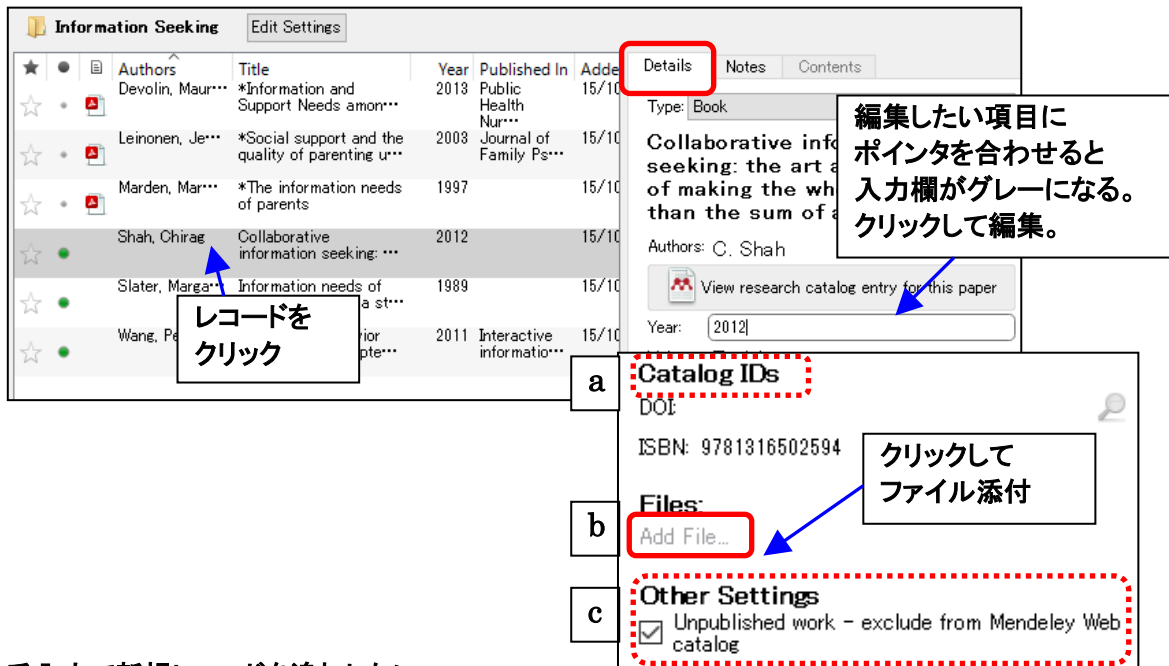 Information Seeking Edit Settings
Authors Title Year Published In Adde
Devolin, Maur… *Information and Support Needs amon… 2013 Public Health Nur… 15/10
Leinonen, Je… *Social support and the quality of parenting u… 2003 Journal of Family Ps… 15/10
Marden, Mar… *The information needs of parents 1997 15/10
Shah, Chirag Collaborative information seeking: … 2012 15/10
Slater, Marga… Information needs of a st… 1989 15/10
Wang, Pe vior pte… 2011 Interactive informatio… 15/10
レコードを
クリック
Details Notes Contents
Type: Book
Collaborative info
seeking: the art a
of making the wh
than the sum of a
Authors: C. Shah
View research catalog entry for this paper
Year: 2012
編集したい項目に
ポインタを合わせると
入力欄がグレーになる。
クリックして編集。
a
Catalog IDs
DOI:
ISBN: 9781316502594
クリックして
ファイル添付
b
Files:
Add File…
c
Other Settings
Unpublished work - exclude from Mendeley Web
catalog